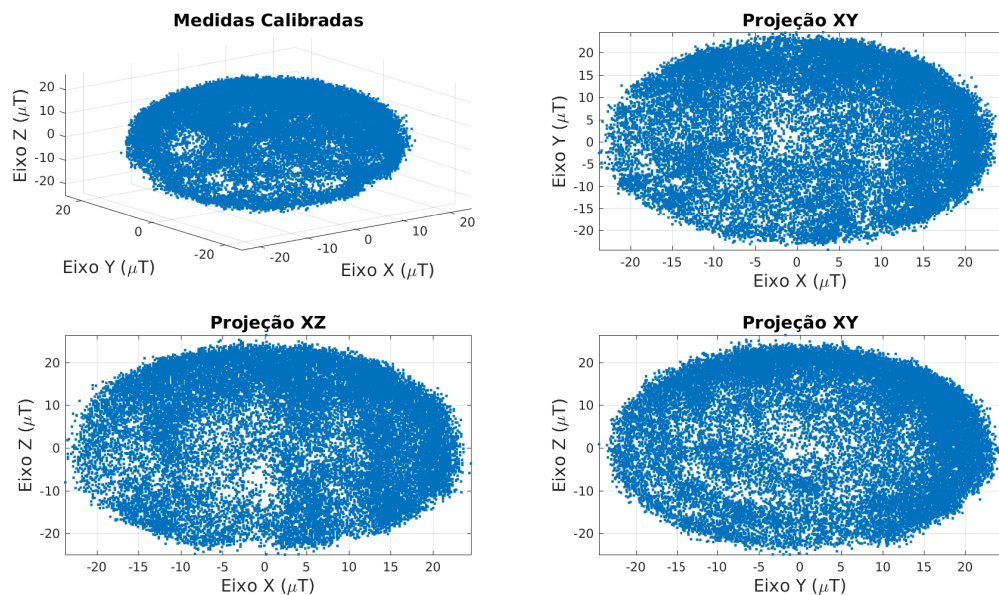 Medidas Calibradas
Eixo Z (μT)
20
10
0
-10
-20
20
0
-20
Eixo Y (μT)
-20
-10
0
10
20
Eixo X (μT)
Projeção XY
Eixo Y (μT)
20
15
10
5
0
-5
-10
-15
-20
-20 -15 -10 -5 0 5 10 15 20
Eixo X (μT)
Projeção XZ
Eixo Z (μT)
20
10
0
-10
-20
-20 -15 -10 -5 0 5 10 15 20
Eixo X (μT)
Projeção XY
Eixo Z (μT)
20
10
0
-10
-20
-20 -15 -10 -5 0 5 10 15 20
Eixo Y (μT)